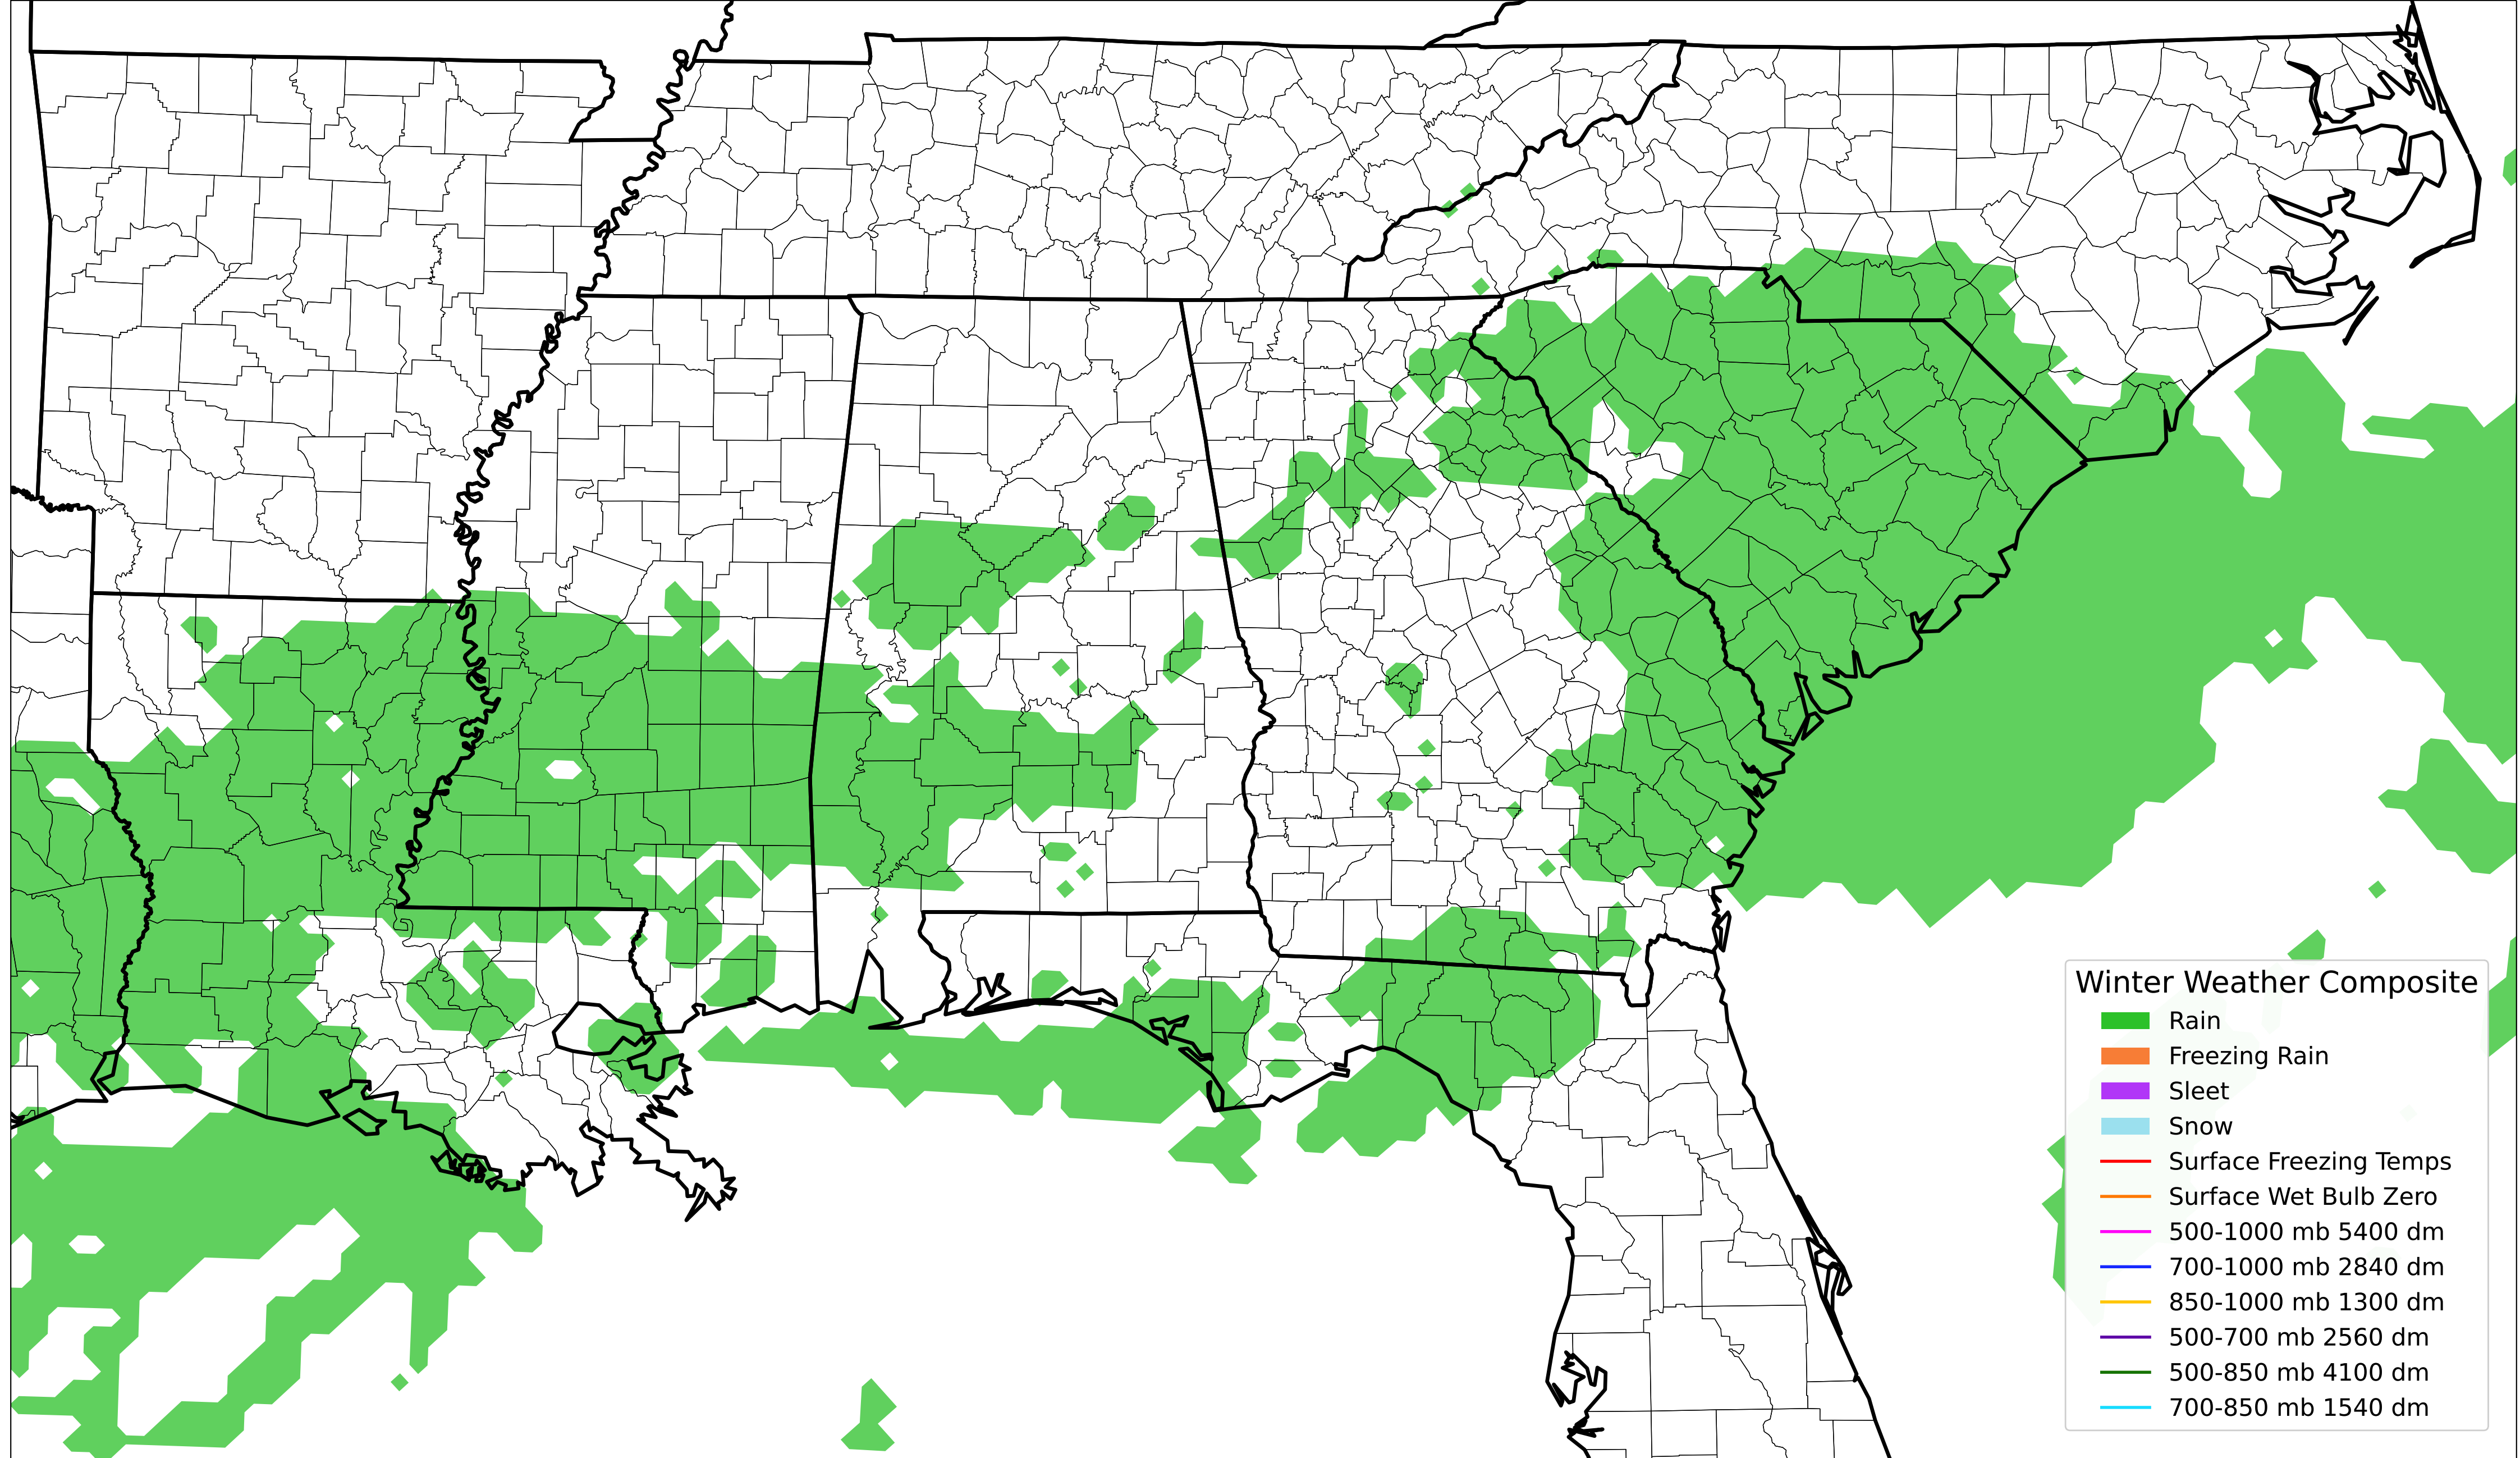 Winter Weather Composite
Rain
Freezing Rain
Sleet
Snow
Surface Freezing Temps
Surface Wet Bulb Zero
500-1000 mb 5400 dm
700-1000 mb 2840 dm
850-1000 mb 1300 dm
500-700 mb 2560 dm
500-850 mb 4100 dm
700-850 mb 1540 dm